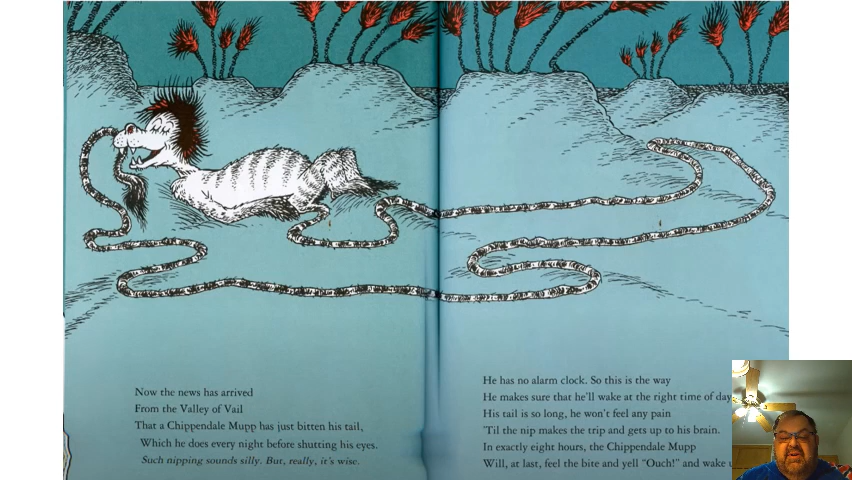 Now the news has arrived
From the Valley of Vail
That a Chippendale Mupp has just bitten his tail,
Which he does every night before shutting his eyes.
Such nipping sounds silly. But, really, it's wise.
He has no alarm clock. So this is the way
He makes sure that he'll wake at the right time of day
His tail is so long, he won't feel any pain
'Til the nip makes the trip and gets up to his brain.
In exactly eight hours, the Chippendale Mupp
Will, at last, feel the bite and yell "Ouch!" and wake